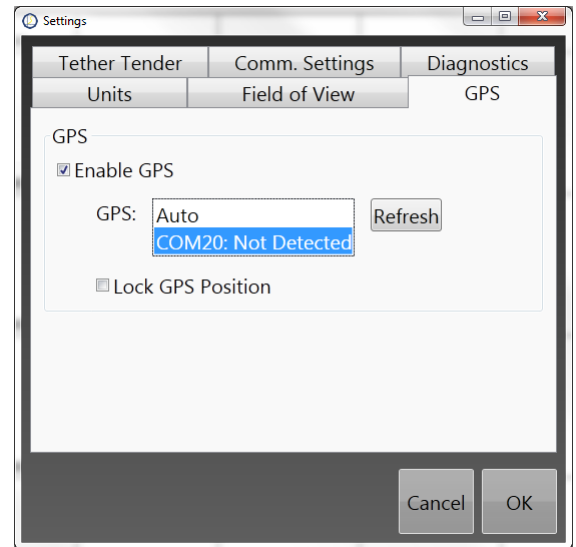 Settings
Tether Tender Comm. Settings Diagnostics
Units Field of View GPS
GPS
Enable GPS
GPS: Auto Refresh
COM20: Not Detected
Lock GPS Position
Cancel OK